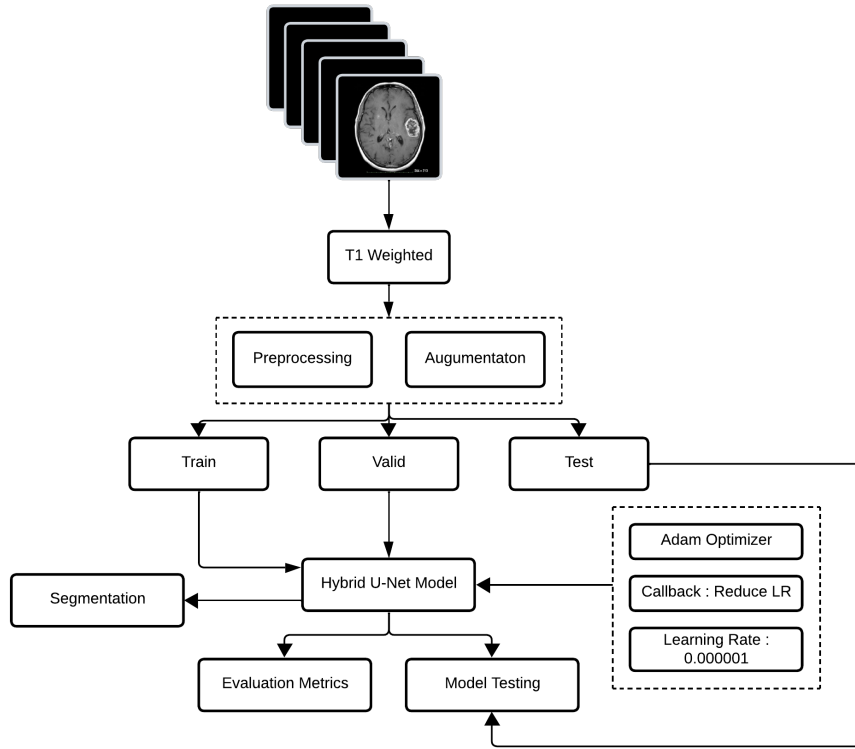 T1 Weighted
Preprocessing
Augumentaton
Train
Valid
Test
Adam Optimizer
Hybrid U-Net Model
Callback : Reduce LR
Segmentation
Learning Rate :
0.000001
Evaluation Metrics
Model Testing